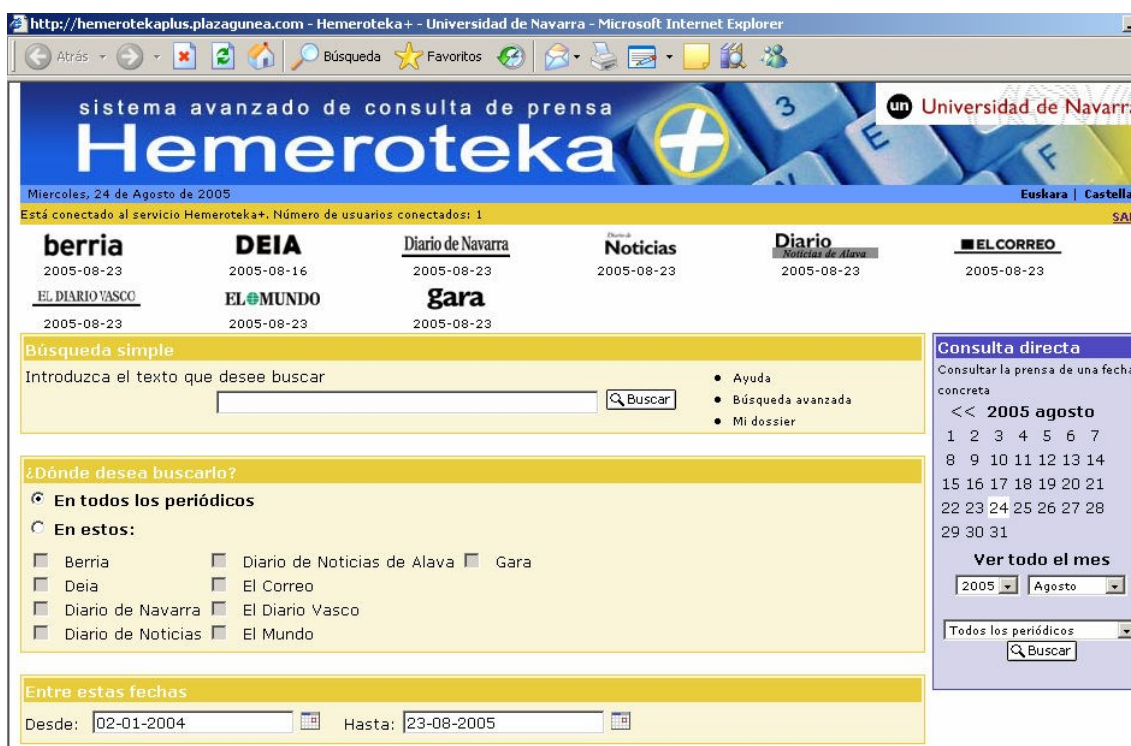 http://hemerotekaplus.plazagunea.com - Hemeroteka+ - Universidad de Navarra - Microsoft Internet Explorer
Atrás Búsqueda Favoritos
sistema avanzado de consulta de prensa
Hemeroteka +
un Universidad de Navarra
Miercoles, 24 de Agosto de 2005 Euskara | Castella
Está conectado al servicio Hemeroteka+. Número de usuarios conectados: 1 SAL
berria DEIA Diario de Navarra Diario de Noticias Diario Noticias de Alava EL CORREO
2005-08-23 2005-08-16 2005-08-23 2005-08-23 2005-08-23 2005-08-23
EL DIARIO VASCO EL MUNDO gara
2005-08-23 2005-08-23 2005-08-23
Búsqueda simple
Introduzca el texto que desee buscar
Buscar
Ayuda
Búsqueda avanzada
Mi dossier
¿Dónde desea buscarlo?
En todos los periódicos
En estos:
Berria Diario de Noticias de Alava Gara
Deia El Correo
Diario de Navarra El Diario Vasco
Diario de Noticias El Mundo
Entre estas fechas
Desde: 02-01-2004 Hasta: 23-08-2005
Consulta directa
Consultar la prensa de una fecha
concreta
<< 2005 agosto
1 2 3 4 5 6 7
8 9 10 11 12 13 14
15 16 17 18 19 20 21
22 23 24 25 26 27 28
29 30 31
Ver todo el mes
2005 Agosto
Todos los periódicos
Buscar